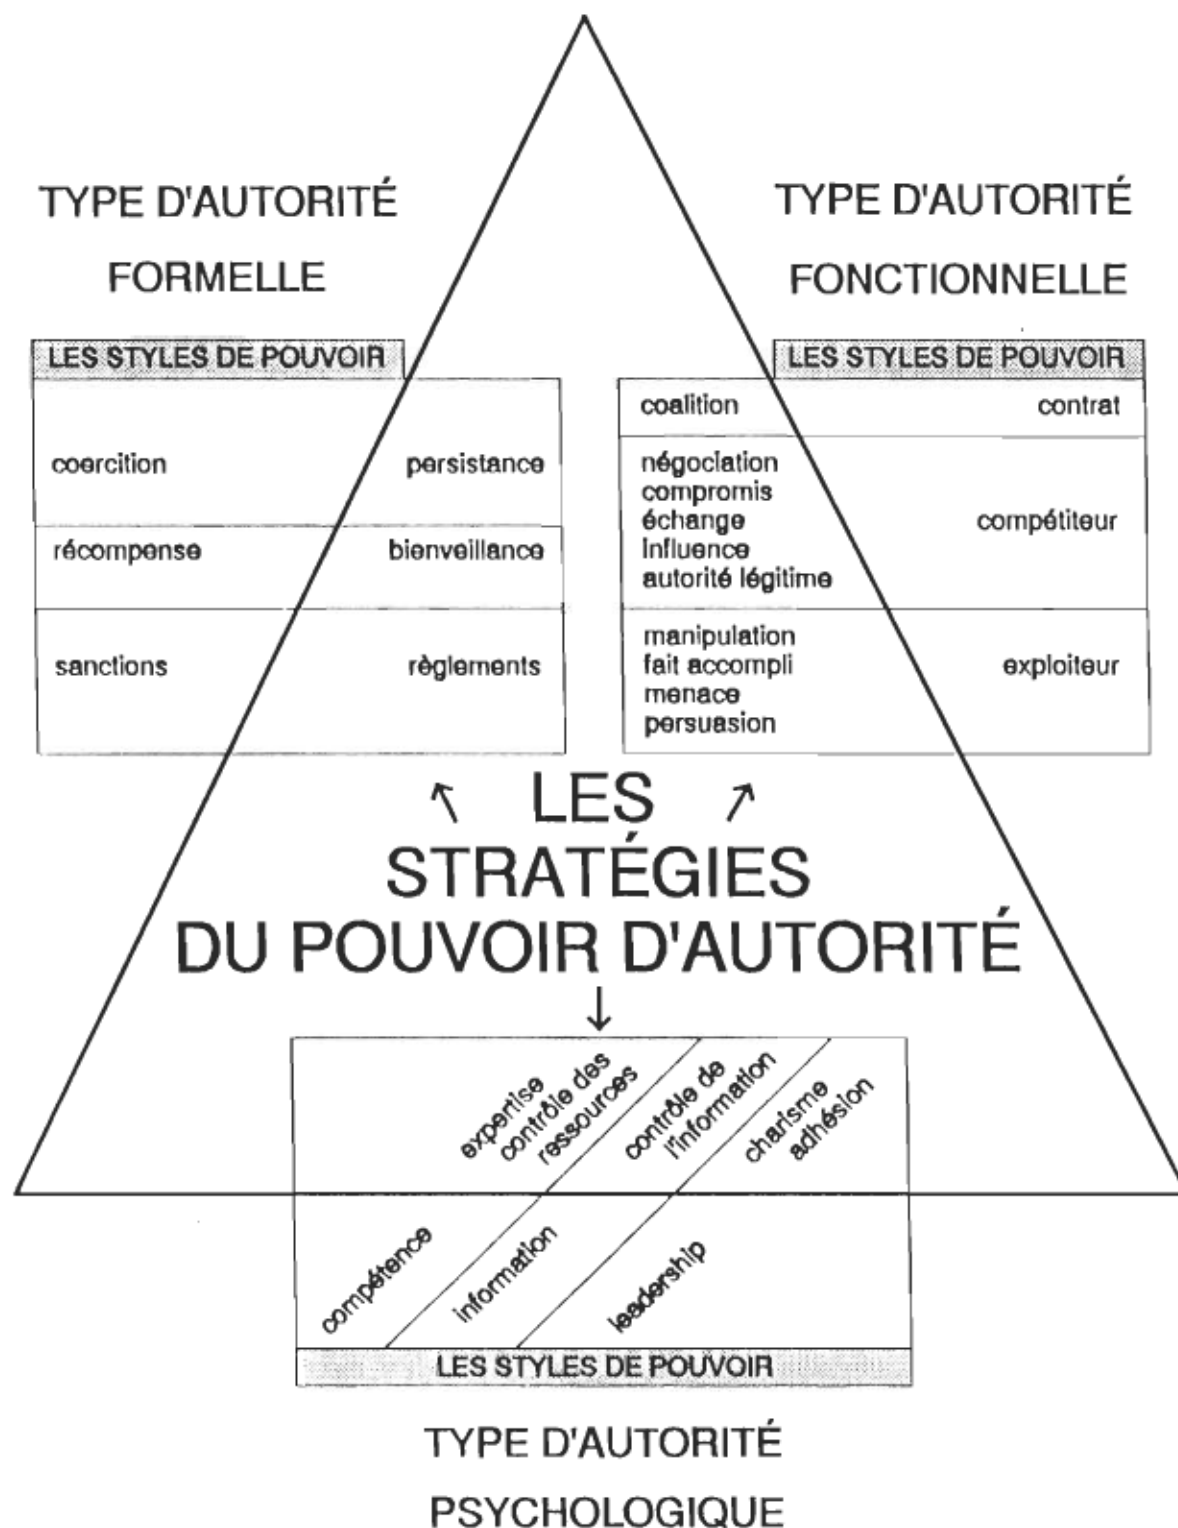 TYPE D'AUTORITÉ
FORMELLE
LES STYLES DE POUVOIR
coercition persistance
récompense bienveillance
sanctions règlements
TYPE D'AUTORITÉ
FONCTIONNELLE
LES STYLES DE POUVOIR
coalition contrat
négociation
compromis
échange compétiteur
influence
autorité légitime
manipulation
fait accompli exploiteur
menace
persuasion
LES
STRATÉGIES
DU POUVOIR D'AUTORITÉ
expertise
contrôle des
ressources
contrôle de
l'information
charisme
adhésion
compétence
information
leadership
LES STYLES DE POUVOIR
TYPE D'AUTORITÉ
PSYCHOLOGIQUE